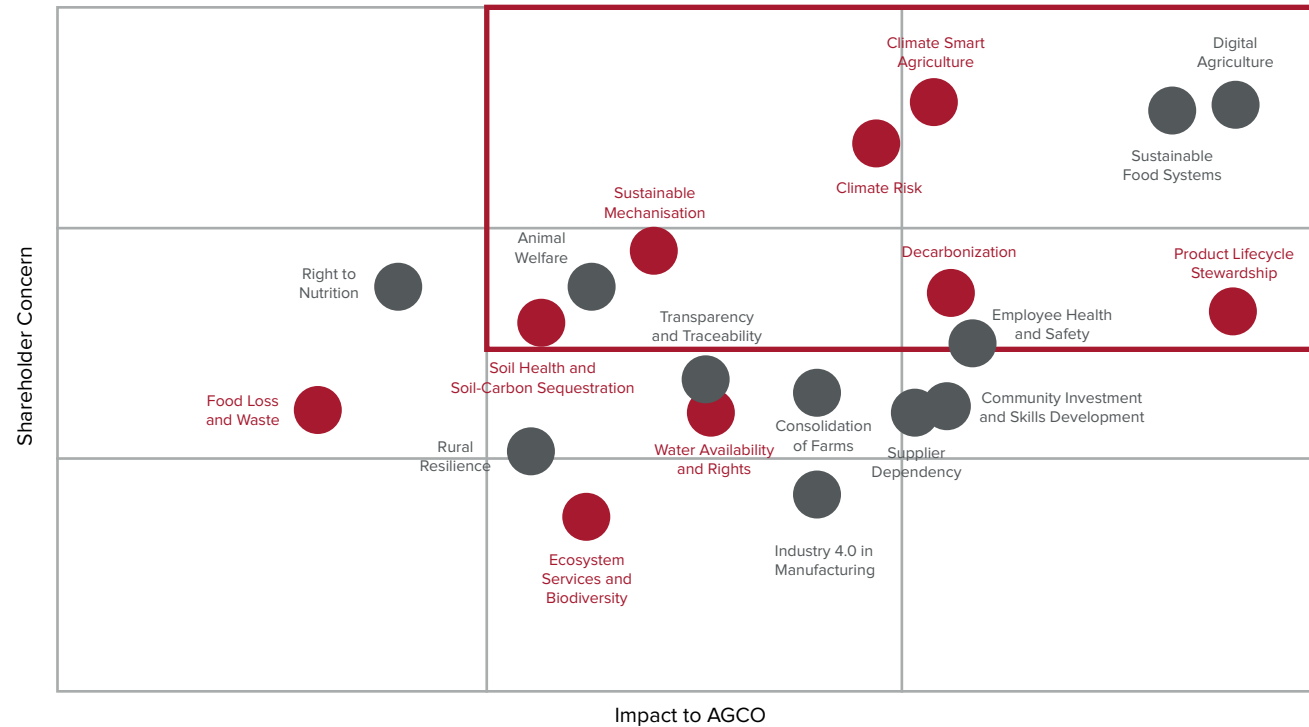 Climate Smart
Agriculture
Digital
Agriculture
Sustainable
Food Systems
Climate Risk
Sustainable
Mechanisation
Animal
Welfare
Right to
Nutrition
Decarbonization
Product Lifecycle
Stewardship
Transparency
and Traceability
Employee Health
and Safety
Soil Health and
Soil-Carbon Sequestration
Food Loss
and Waste
Community Investment
and Skills Development
Consolidation
of Farms
Rural
Resilience
Water Availability
and Rights
Supplier
Dependency
Industry 4.0 in
Manufacturing
Ecosystem
Services and
Biodiversity
Shareholder Concern
Impact to AGCO